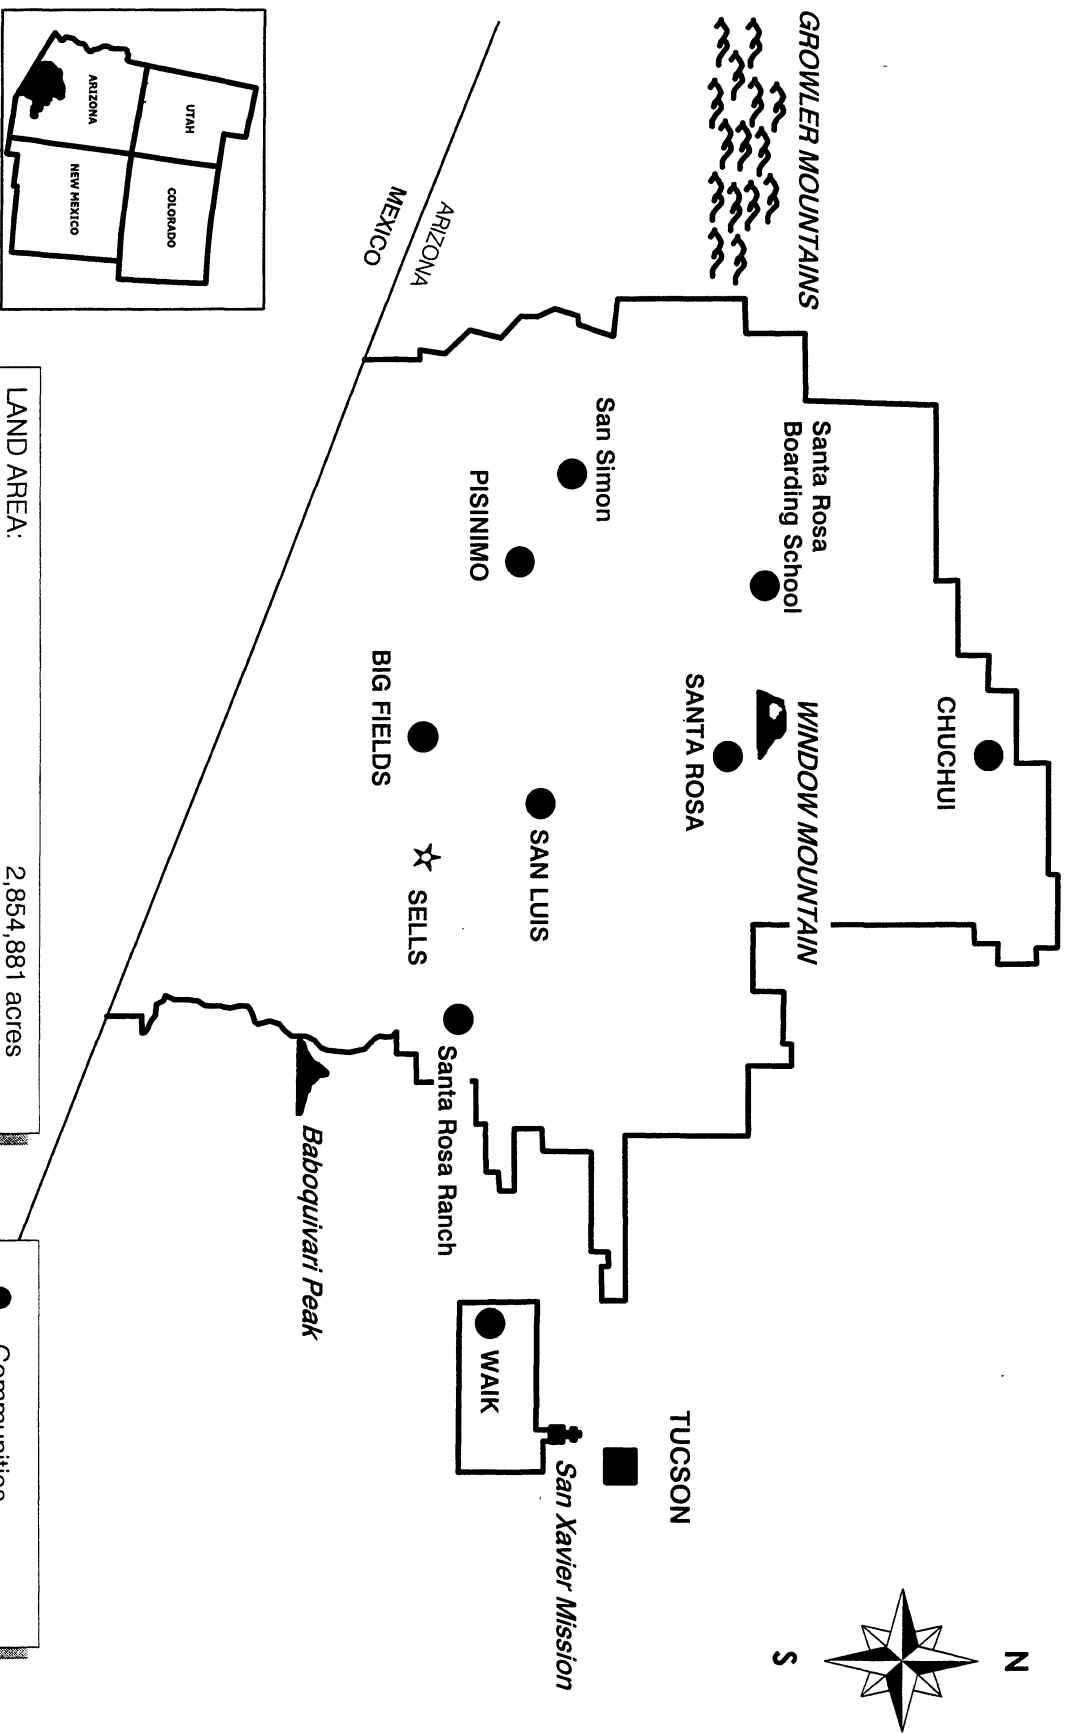 GROWLER MOUNTAINS
ARIZONA
MEXICO
Santa Rosa
Boarding School
San Simon
PISINIMO
CHUCHUI
WINDOW MOUNTAIN
SANTA ROSA
BIG FIELDS
SAN LUIS
SELLS
Santa Rosa Ranch
Baboquivari Peak
WAIK
TUCSON
San Xavier Mission
N
S
UTAH
COLORADO
ARIZONA
NEW MEXICO
LAND AREA: 2,854,881 acres
Communities